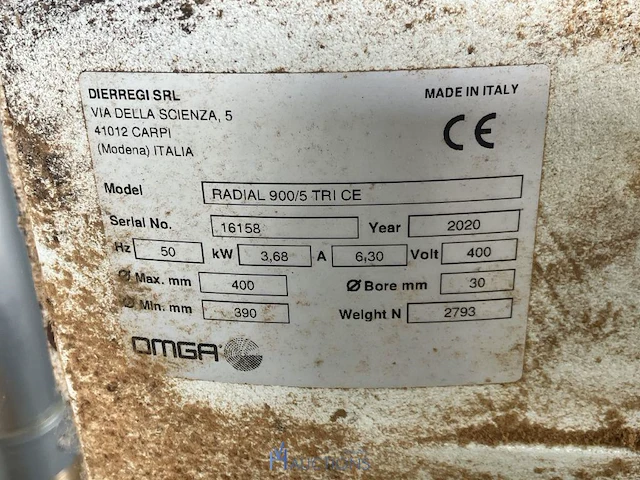 DIERREGI SRL
MADE IN ITALY
VIA DELLA SCIENZA, 5
41012 CARPI
(Modena) ITALIA
CE
Model RADIAL 900/5 TRI CE
Serial No. 16158 Year 2020
Hz 50 kW 3,68 A 6,30 Volt 400
Ø Max. mm 400 Ø Bore mm 30
Ø Min. mm 390 Weight N 2793
OMGA